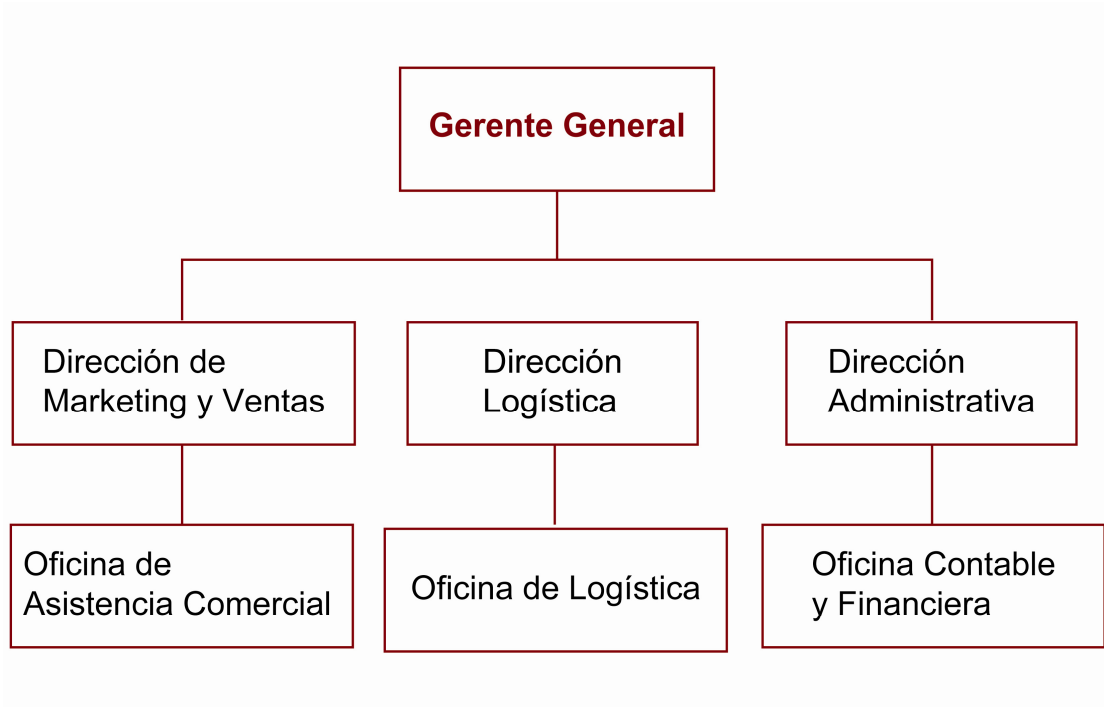 Gerente General
Dirección de
Marketing y Ventas
Dirección
Logística
Dirección
Administrativa
Oficina de
Asistencia Comercial
Oficina de Logística
Oficina Contable
y Financiera